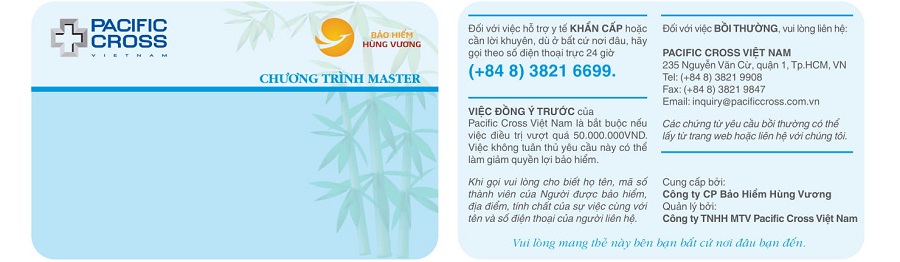 PACIFIC
CROSS
VIETNAM
BẢO HIỂM
HÙNG VƯƠNG
CHƯƠNG TRÌNH MASTER
Đối với việc hỗ trợ y tế KHẨN CẤP hoặc
cần lời khuyên, dù ở bất cứ nơi đâu, hãy
gọi theo số điện thoại trực 24 giờ
(+84 8) 3821 6699.
VIỆC ĐỒNG Ý TRƯỚC của
Pacific Cross Việt Nam là bắt buộc nếu
việc điều trị vượt quá 50.000.000VND.
Việc không tuân thủ yêu cầu này có thể
làm giảm quyền lợi bảo hiểm.
Khi gọi vui lòng cho biết họ tên, mã số
thành viên của Người được bảo hiểm,
địa điểm, tính chất của sự việc cùng với
tên và số điện thoại của người liên hệ.
Đối với việc BỒI THƯỜNG, vui lòng liên hệ:
PACIFIC CROSS VIỆT NAM
235 Nguyễn Văn Cừ, quận 1, Tp.HCM, VN
Tel: (+84 8) 3821 9908
Fax: (+84 8) 3821 9847
Email: inquiry@pacificcross.com.vn
Các chứng từ yêu cầu bồi thường có thể
lấy từ trang web hoặc liên hệ với chúng tôi.
Cung cấp bởi:
Công ty CP Bảo Hiểm Hùng Vương
Quản lý bởi:
Công ty TNHH MTV Pacific Cross Việt Nam
Vui lòng mang thẻ này bên bạn bất cứ nơi đâu bạn đến.